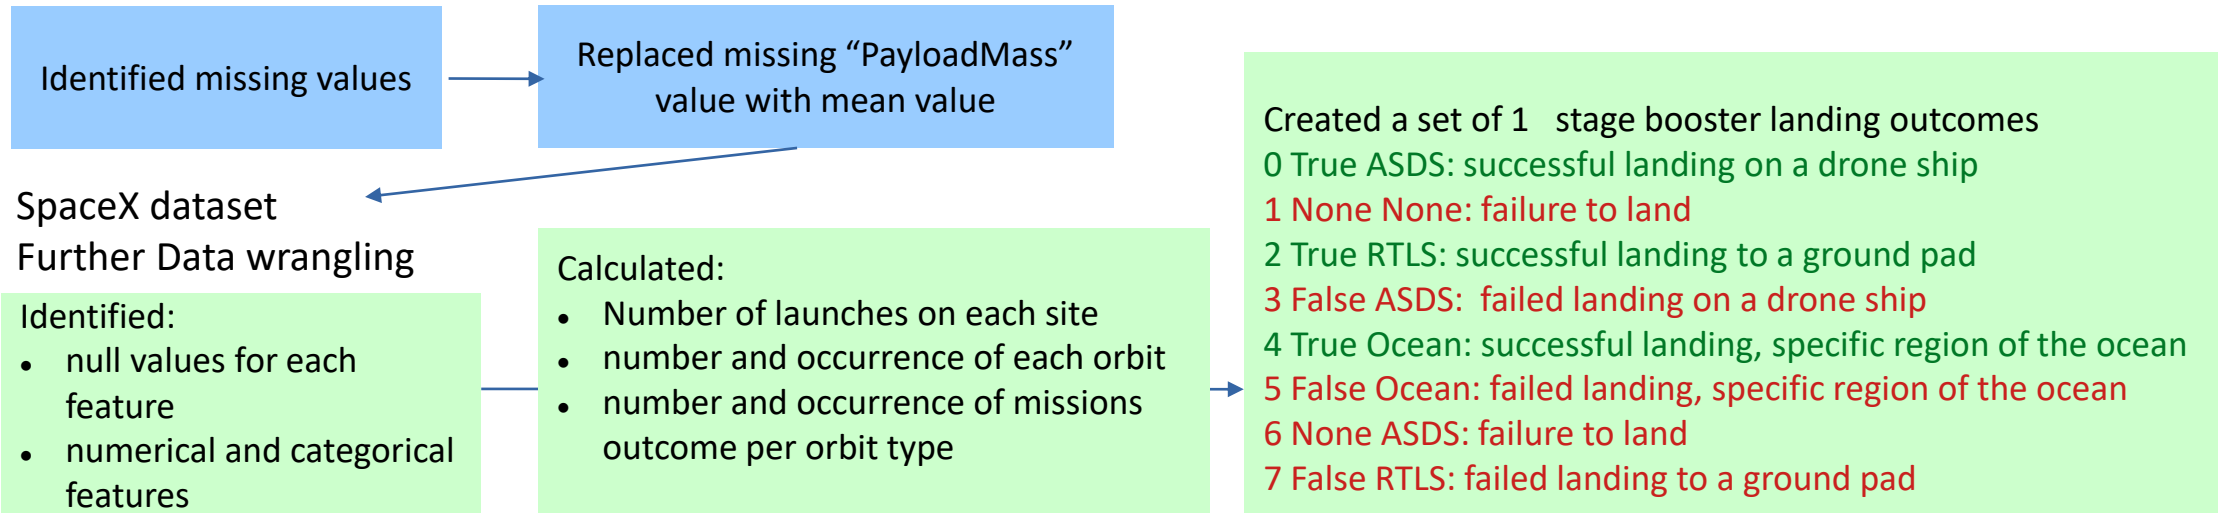 Identified missing values
Replaced missing “PayloadMass”
value with mean value
SpaceX dataset
Further Data wrangling
Identified:
● null values for each
feature
● numerical and categorical
features
Calculated:
● Number of launches on each site
● number and occurrence of each orbit
● number and occurrence of missions
outcome per orbit type
Created a set of 1 stage booster landing outcomes
0 True ASDS: successful landing on a drone ship
1 None None: failure to land
2 True RTLS: successful landing to a ground pad
3 False ASDS: failed landing on a drone ship
4 True Ocean: successful landing, specific region of the ocean
5 False Ocean: failed landing, specific region of the ocean
6 None ASDS: failure to land
7 False RTLS: failed landing to a ground pad